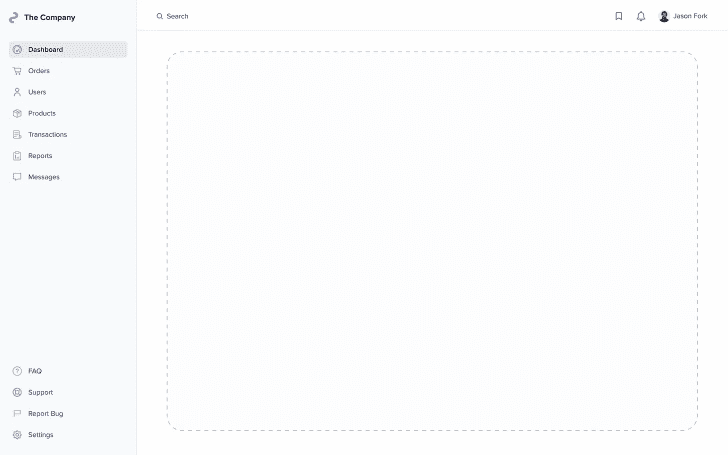 The Company
Search
Jason Fork
Dashboard
Orders
Users
Products
Transactions
Reports
Messages
FAQ
Support
Report Bug
Settings